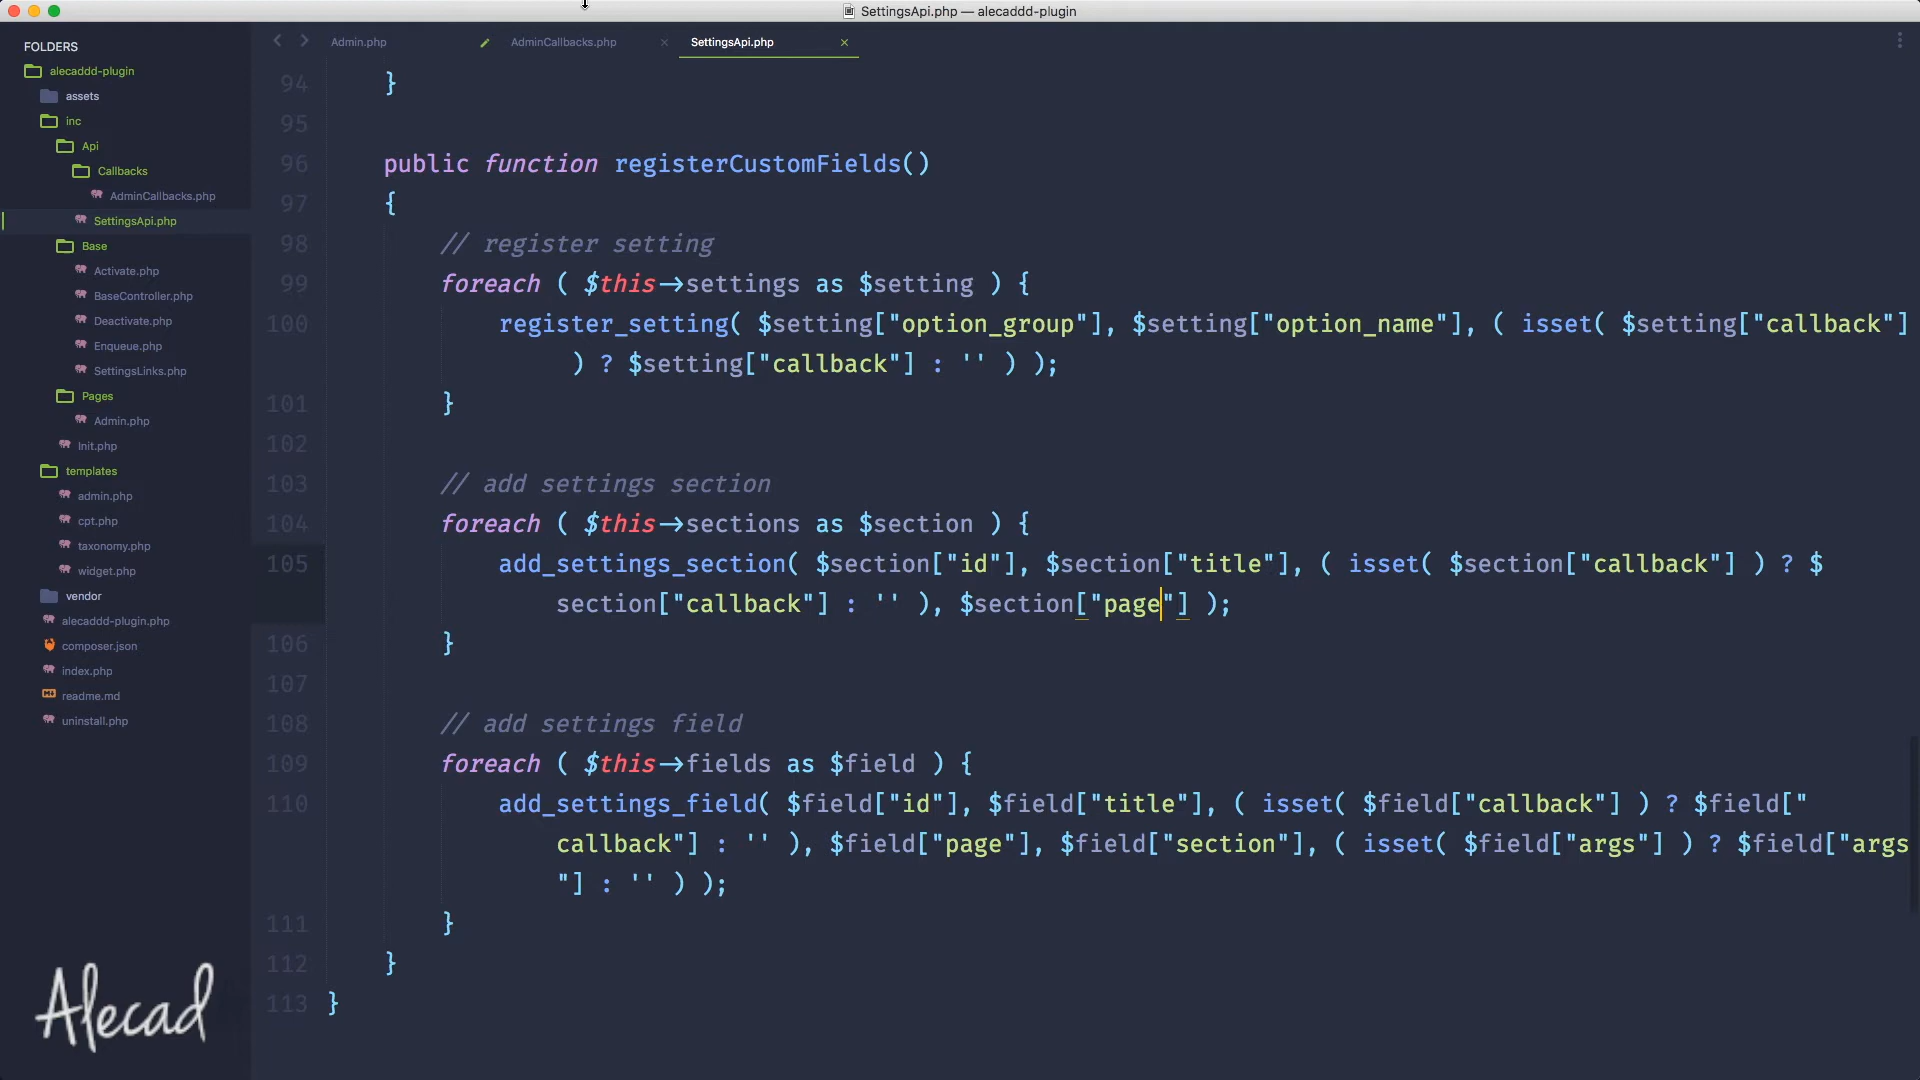 SettingsApi.php — alecaddd-plugin
FOLDERS
alecaddd-plugin
assets
inc
Api
Callbacks
AdminCallbacks.php
SettingsApi.php
Base
Activate.php
BaseController.php
Deactivate.php
Enqueue.php
SettingsLinks.php
Pages
Admin.php
Init.php
templates
admin.php
cpt.php
taxonomy.php
widget.php
vendor
alecaddd-plugin.php
composer.json
index.php
readme.md
uninstall.php
Alecad
Admin.php AdminCallbacks.php SettingsApi.php
94 }
95
96 public function registerCustomFields()
97 {
98 // register setting
99 foreach ( $this->settings as $setting ) {
100 register_setting( $setting["option_group"], $setting["option_name"], ( isset( $setting["callback"]
) ? $setting["callback"] : '' ) );
101 }
102
103 // add settings section
104 foreach ( $this->sections as $section ) {
105 add_settings_section( $section["id"], $section["title"], ( isset( $section["callback"] ) ? $
section["callback"] : '' ), $section["page"] );
106 }
107
108 // add settings field
109 foreach ( $this->fields as $field ) {
110 add_settings_field( $field["id"], $field["title"], ( isset( $field["callback"] ) ? $field["
callback"] : '' ), $field["page"], $field["section"], ( isset( $field["args"] ) ? $field["args
"] : '' ) );
111 }
112 }
113 }